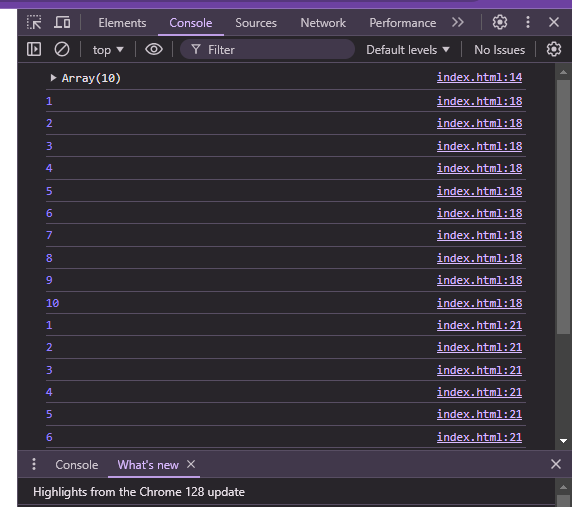 Elements Console Sources Network Performance
top Filter Default levels No Issues
Array(10) index.html:14
1 index.html:18
2 index.html:18
3 index.html:18
4 index.html:18
5 index.html:18
6 index.html:18
7 index.html:18
8 index.html:18
9 index.html:18
10 index.html:18
1 index.html:21
2 index.html:21
3 index.html:21
4 index.html:21
5 index.html:21
6 index.html:21
Console What's new
Highlights from the Chrome 128 update